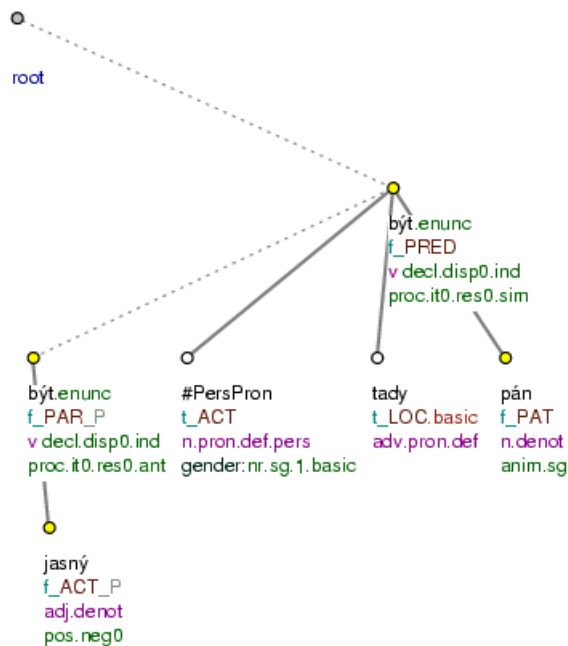 root
být.enunc
f_PRED
v decl.disp0.ind
proc.it0.res0.sim
být.enunc
f_PAR_P
v decl.disp0.ind
proc.it0.res0.ant
#PersPron
t_ACT
n.pron.def.pers
gender:nr.sg.1.basic
tady
t_LOC.basic
adv.pron.def
pán
f_PAT
n.denot
anim.sg
jasný
f_ACT_P
adj.denot
pos.neg0